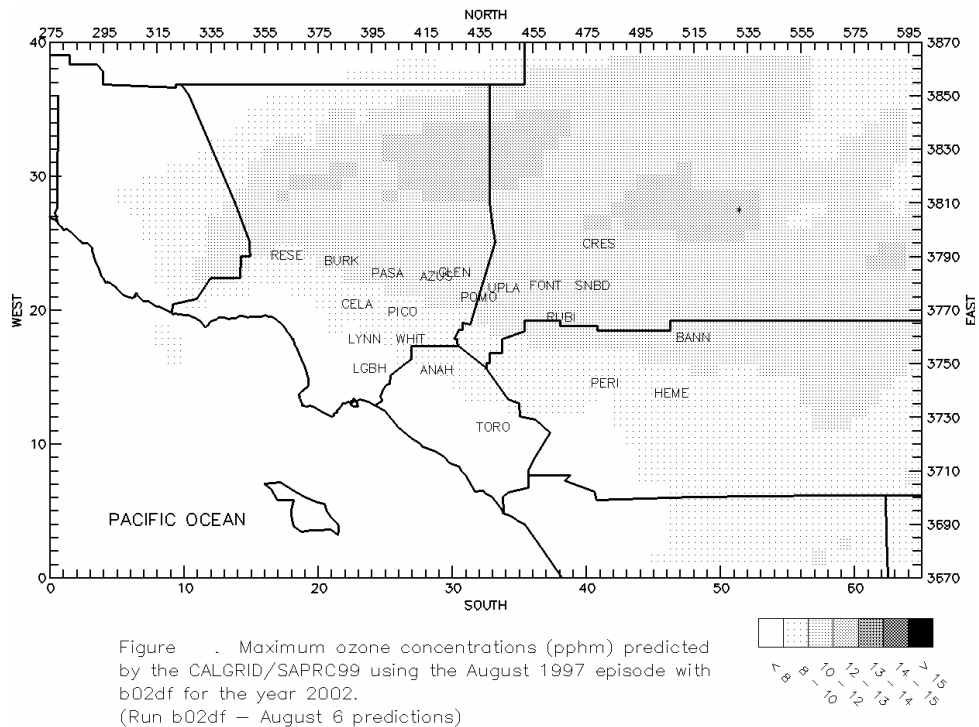 NORTH
275 295 315 335 355 375 395 415 435 455 475 495 515 535 555 575 595
40 3870
3850
30 3830
3810
CRES
RESE BURK PASA AZUS GLEN 3790
UPLA FONT SNBD
POMO
WEST 20 CELA PICO RUBI 3770 EAST
LYNN WHIT BANN
LGBH ANAH 3750
PERI HEME
10 TORO 3730
3710
PACIFIC OCEAN 3690
0 3670
0 10 20 30 40 50 60
SOUTH
Figure . Maximum ozone concentrations (pphm) predicted
by the CALGRID/SAPRC99 using the August 1997 episode with
b02df for the year 2002.
(Run b02df – August 6 predictions)
< 8
8 – 10
10 – 12
12 – 13
13 – 14
14 – 15
> 15